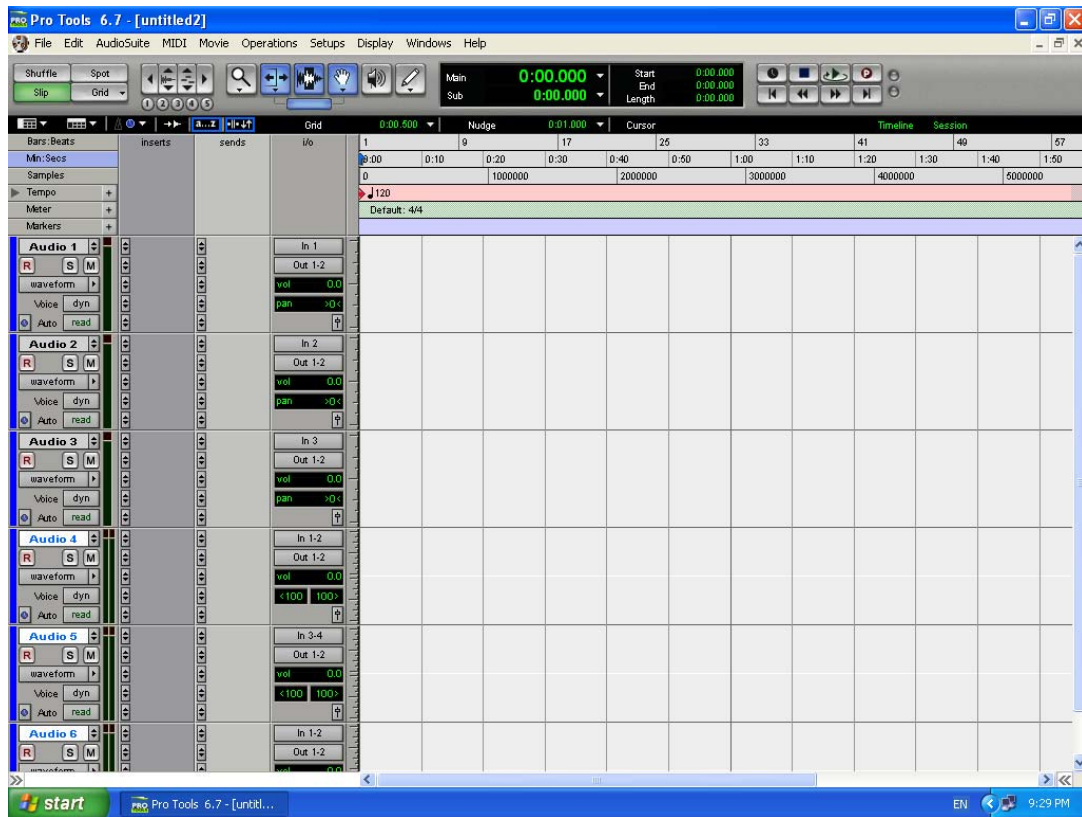 PRO Pro Tools 6.7 - [untitled2]
File Edit AudioSuite MIDI Movie Operations Setups Display Windows Help
Shuffle Spot
Slip Grid
1 2 3 4 5
Main 0:00.000
Sub 0:00.000
Start 0:00.000
End 0:00.000
Length 0:00.000
a...z Grid 0:00.500 Nudge 0:01.000 Cursor Timeline Session
Bars:Beats inserts sends i/o 1 9 17 25 33 41 49 57
Min:Secs 0:00 0:10 0:20 0:30 0:40 0:50 1:00 1:10 1:20 1:30 1:40 1:50
Samples 0 1000000 2000000 3000000 4000000 5000000
Tempo + 120
Meter + Default: 4/4
Markers +
Audio 1 In 1
R S M Out 1-2
waveform vol 0.0
Voice dyn pan >0<
Auto read
Audio 2 In 2
R S M Out 1-2
waveform vol 0.0
Voice dyn pan >0<
Auto read
Audio 3 In 3
R S M Out 1-2
waveform vol 0.0
Voice dyn pan >0<
Auto read
Audio 4 In 1-2
R S M Out 1-2
waveform vol 0.0
Voice dyn <100 100>
Auto read
Audio 5 In 3-4
R S M Out 1-2
waveform vol 0.0
Voice dyn <100 100>
Auto read
Audio 6 In 1-2
R S M Out 1-2
start PRO Pro Tools 6.7 - [untitl... EN 9:29 PM